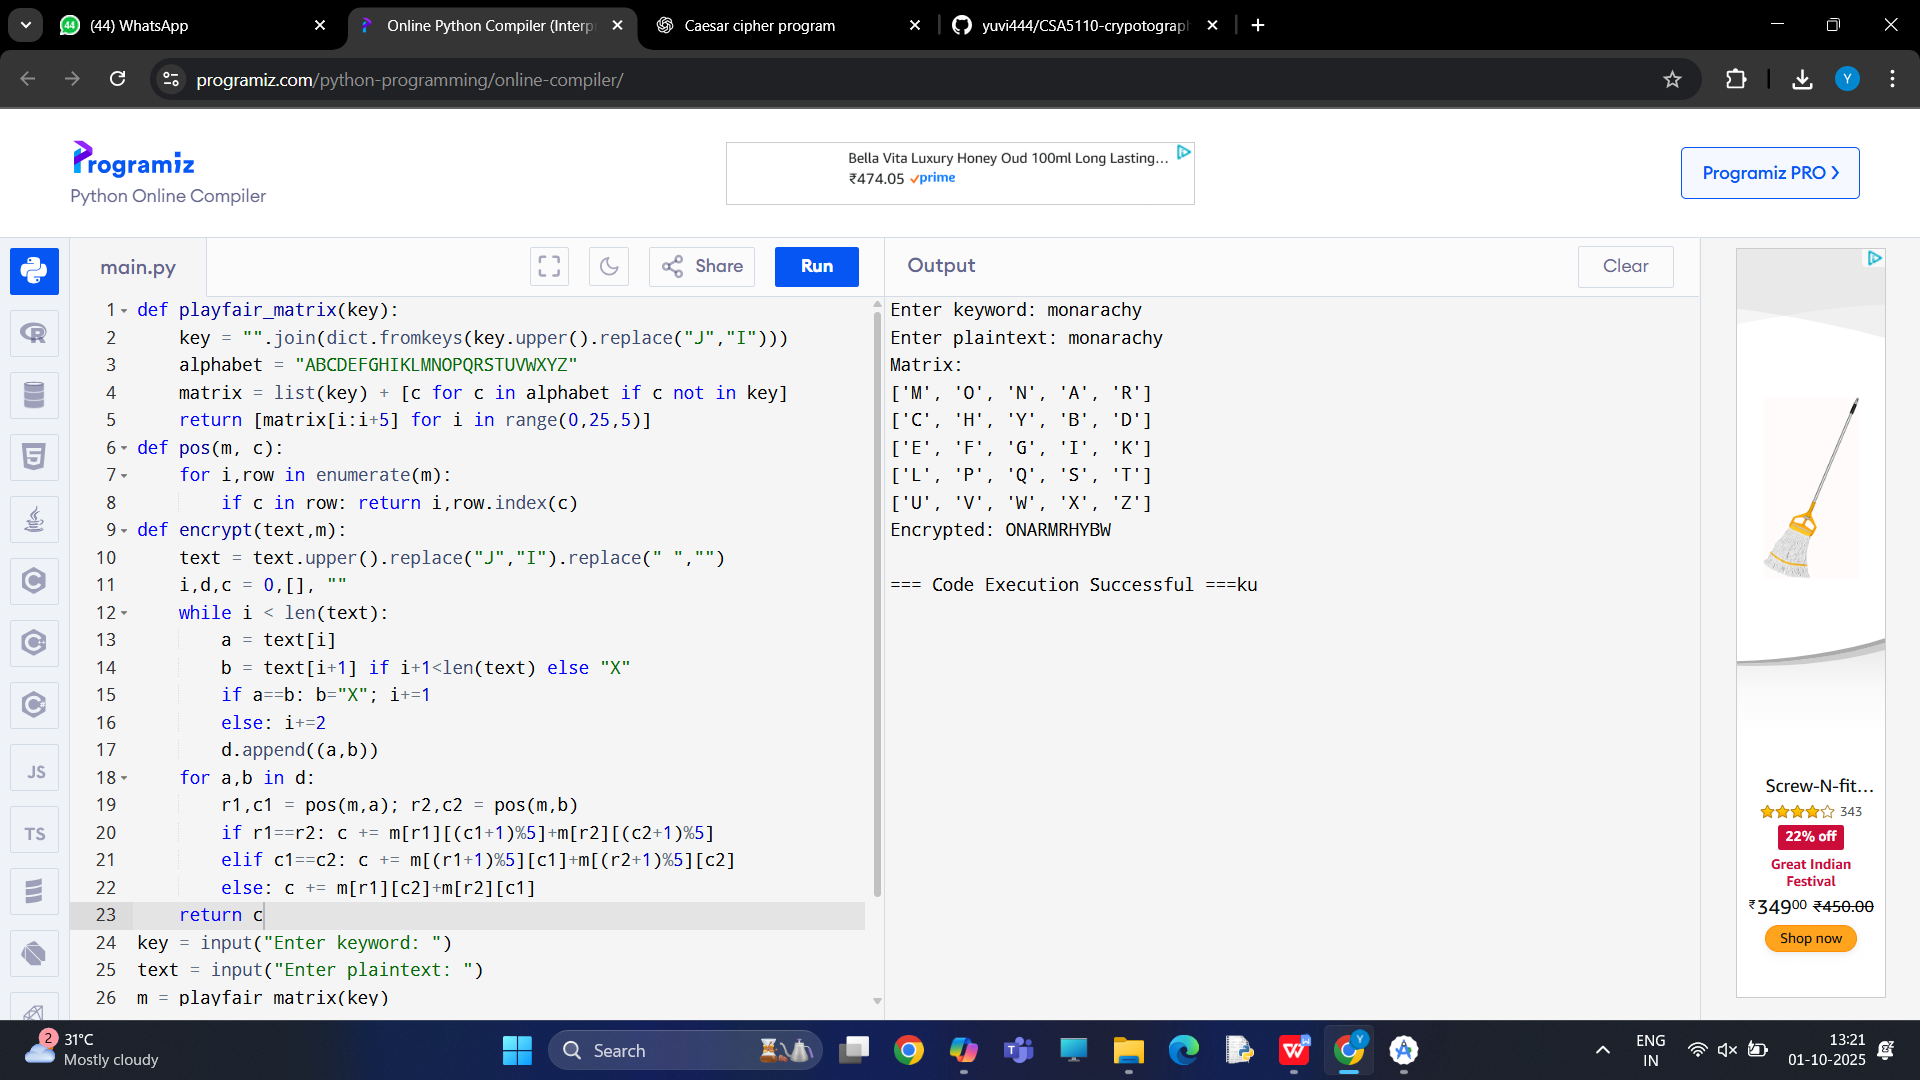 (44) WhatsApp
Online Python Compiler (Interp
Caesar cipher program
yuvi444/CSA5110-crypotograph
programiz.com/python-programming/online-compiler/
Y
Programiz
Python Online Compiler
Bella Vita Luxury Honey Oud 100ml Long Lasting...
₹474.05 prime
Programiz PRO
main.py
Share
Run
Output
Clear
1 def playfair_matrix(key):
2 key = "".join(dict.fromkeys(key.upper().replace("J","I")))
3 alphabet = "ABCDEFGHIKLMNOPQRSTUVWXYZ"
4 matrix = list(key) + [c for c in alphabet if c not in key]
5 return [matrix[i:i+5] for i in range(0,25,5)]
6 def pos(m, c):
7 for i,row in enumerate(m):
8 if c in row: return i,row.index(c)
9 def encrypt(text,m):
10 text = text.upper().replace("J","I").replace(" ","")
11 i,d,c = 0,[], ""
12 while i < len(text):
13 a = text[i]
14 b = text[i+1] if i+1<len(text) else "X"
15 if a==b: b="X"; i+=1
16 else: i+=2
17 d.append((a,b))
18 for a,b in d:
19 r1,c1 = pos(m,a); r2,c2 = pos(m,b)
20 if r1==r2: c += m[r1][(c1+1)%5]+m[r2][(c2+1)%5]
21 elif c1==c2: c += m[(r1+1)%5][c1]+m[(r2+1)%5][c2]
22 else: c += m[r1][c2]+m[r2][c1]
23 return c
24 key = input("Enter keyword: ")
25 text = input("Enter plaintext: ")
26 m = playfair_matrix(key)
Enter keyword: monarachy
Enter plaintext: monarachy
Matrix:
['M', 'O', 'N', 'A', 'R']
['C', 'H', 'Y', 'B', 'D']
['E', 'F', 'G', 'I', 'K']
['L', 'P', 'Q', 'S', 'T']
['U', 'V', 'W', 'X', 'Z']
Encrypted: ONARMRHYBW
=== Code Execution Successful ===ku
JS
TS
Screw-N-fit...
343
22% off
Great Indian
Festival
₹349⁰⁰ ₹450.00
Shop now
2
31°C
Mostly cloudy
Search
ENG
IN
13:21
01-10-2025